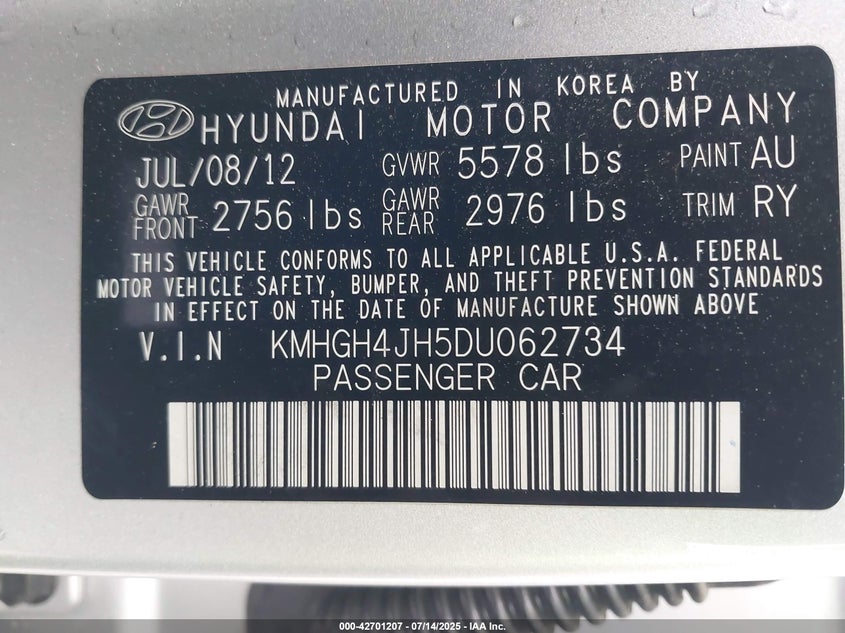 MANUFACTURED IN KOREA BY
HYUNDAI MOTOR COMPANY
JUL/08/12 GVWR 5578 lbs PAINT AU
GAWR FRONT 2756 lbs GAWR REAR 2976 lbs TRIM RY
THIS VEHICLE CONFORMS TO ALL APPLICABLE U.S.A. FEDERAL
MOTOR VEHICLE SAFETY, BUMPER, AND THEFT PREVENTION STANDARDS
IN EFFECT ON THE DATE OF MANUFACTURE SHOWN ABOVE
V.I.N KMHGH4JH5DU062734
PASSENGER CAR
000-42701207 - 07/14/2025 - IAA Holdings, LLC.